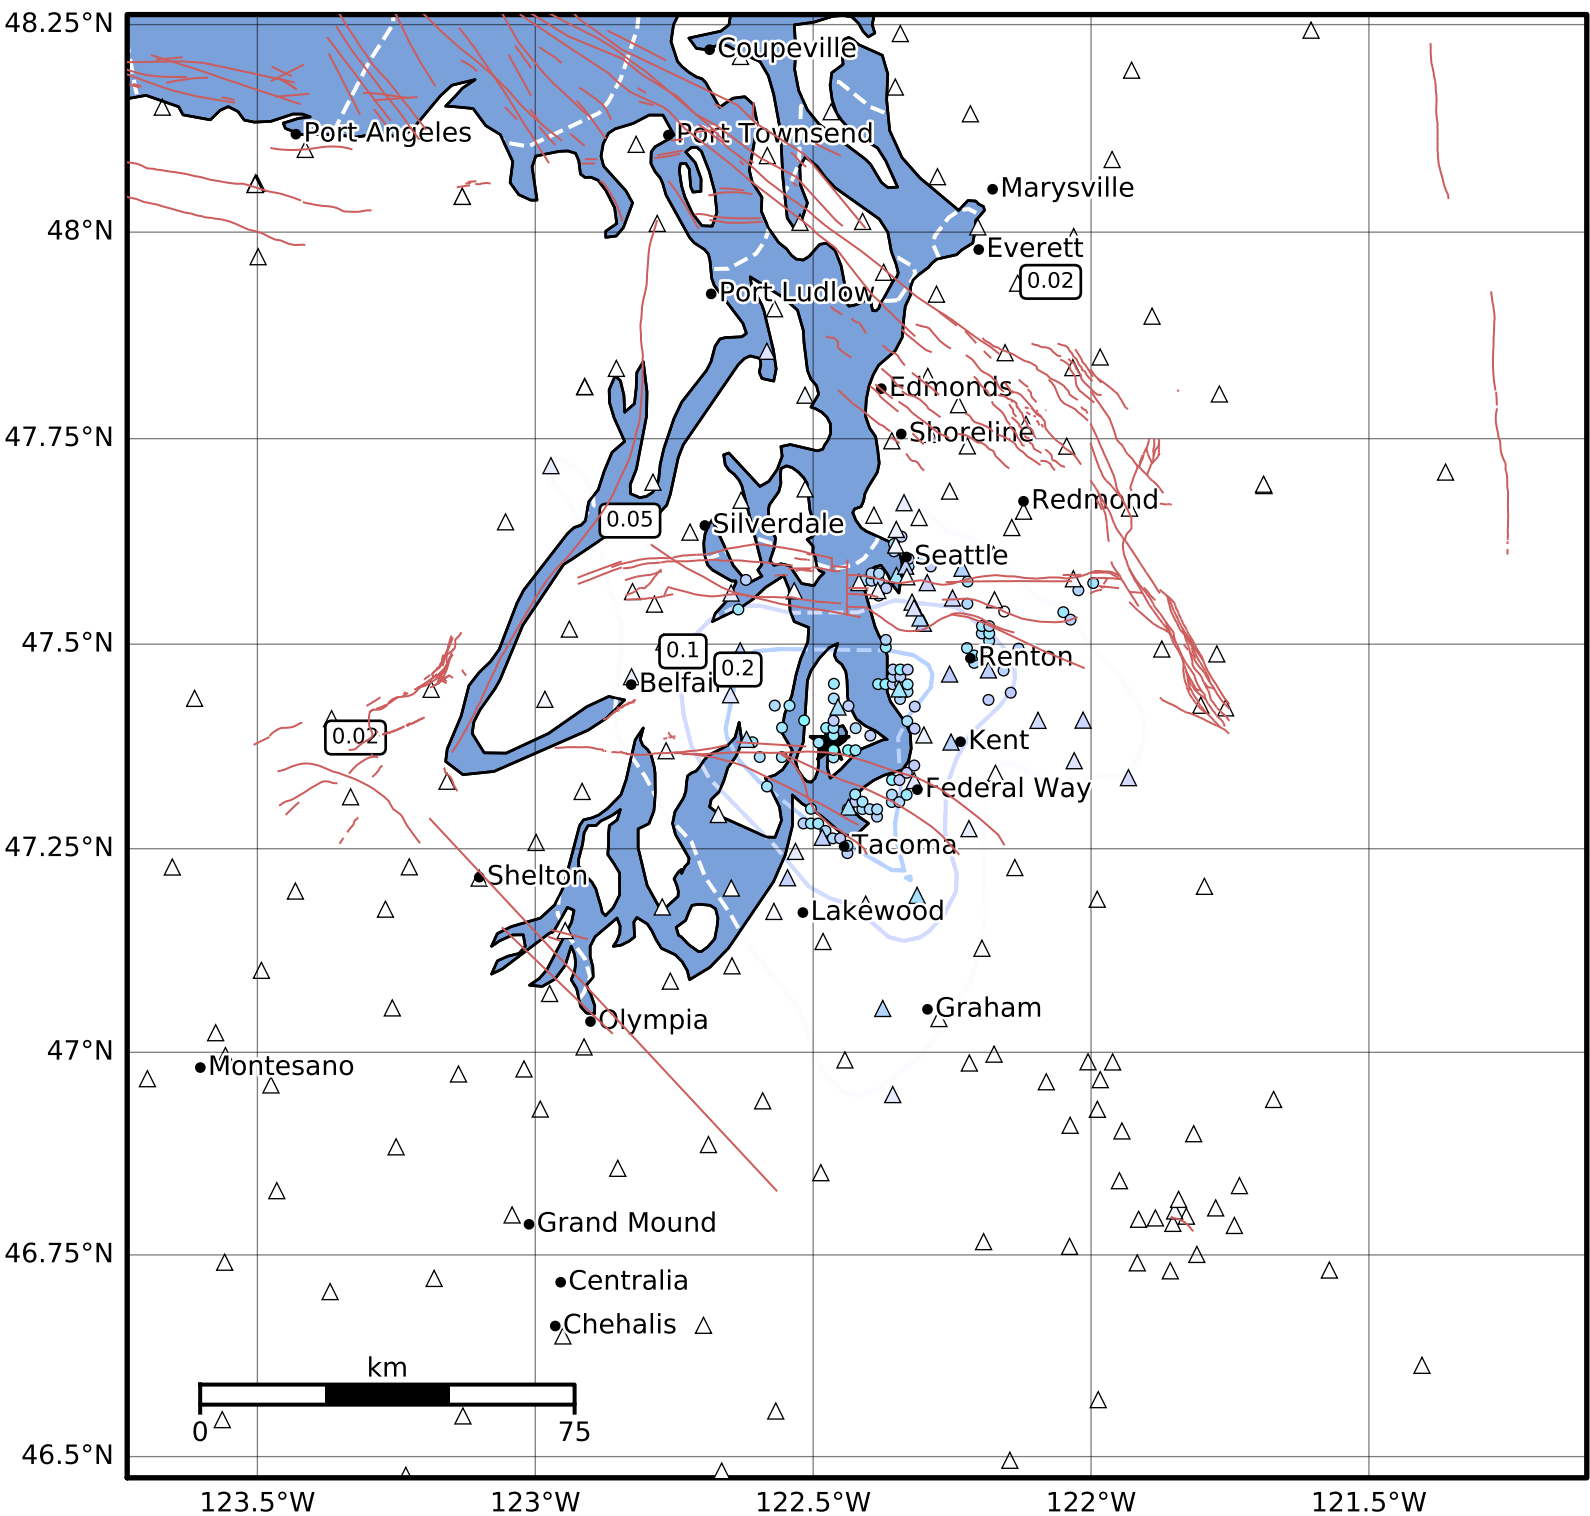 48.25°N
Coupeville
Port Angeles
Port Townsend
Marysville
48°N
Everett
0.02
Port Ludlow
Edmonds
47.75°N
Shoreline
Redmond
0.05
Silverdale
Seattle
47.5°N
0.1
Renton
0.2
Belfair
0.02
Kent
Federal Way
47.25°N
Tacoma
Shelton
Lakewood
Graham
Olympia
47°N
Montesano
Grand Mound
46.75°N
Centralia
Chehalis
km
0 75
46.5°N
123.5°W 123°W 122.5°W 122°W 121.5°W